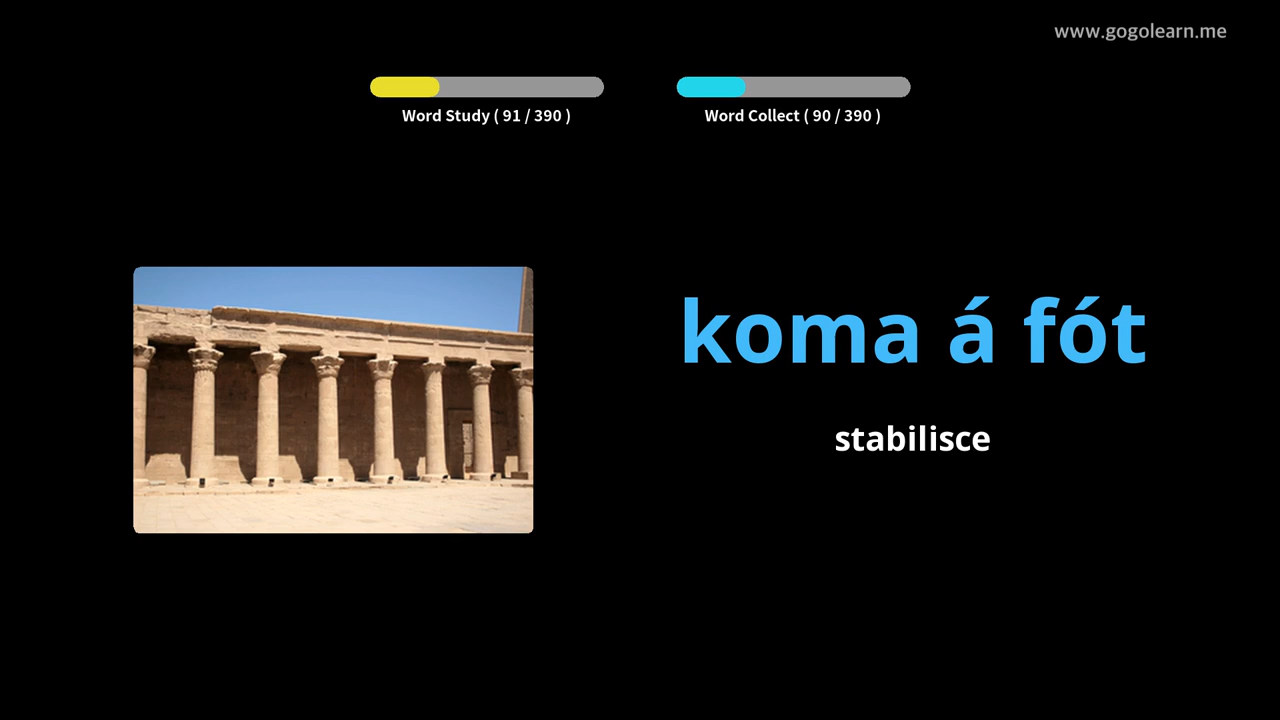 www.gogolearn.me
Word Study ( 91 / 390 )
Word Collect ( 90 / 390 )
koma á fót
stabilisce